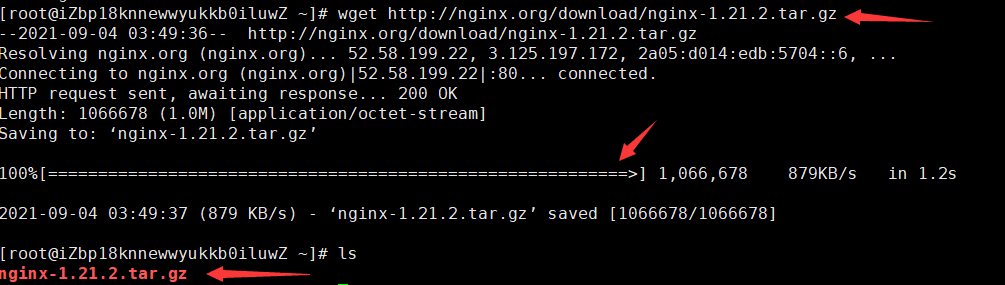 [root@iZbp18knnewwyukkb0iluwZ ~]# wget http://nginx.org/download/nginx-1.21.2.tar.gz
--2021-09-04 03:49:36--  http://nginx.org/download/nginx-1.21.2.tar.gz
Resolving nginx.org (nginx.org)... 52.58.199.22, 3.125.197.172, 2a05:d014:edb:5704::6, ...
Connecting to nginx.org (nginx.org)|52.58.199.22|:80... connected.
HTTP request sent, awaiting response... 200 OK
Length: 1066678 (1.0M) [application/octet-stream]
Saving to: ‘nginx-1.21.2.tar.gz’
100%[==========================================================>] 1,066,678    879KB/s   in 1.2s
2021-09-04 03:49:37 (879 KB/s) - ‘nginx-1.21.2.tar.gz’ saved [1066678/1066678]
[root@iZbp18knnewwyukkb0iluwZ ~]# ls
nginx-1.21.2.tar.gz